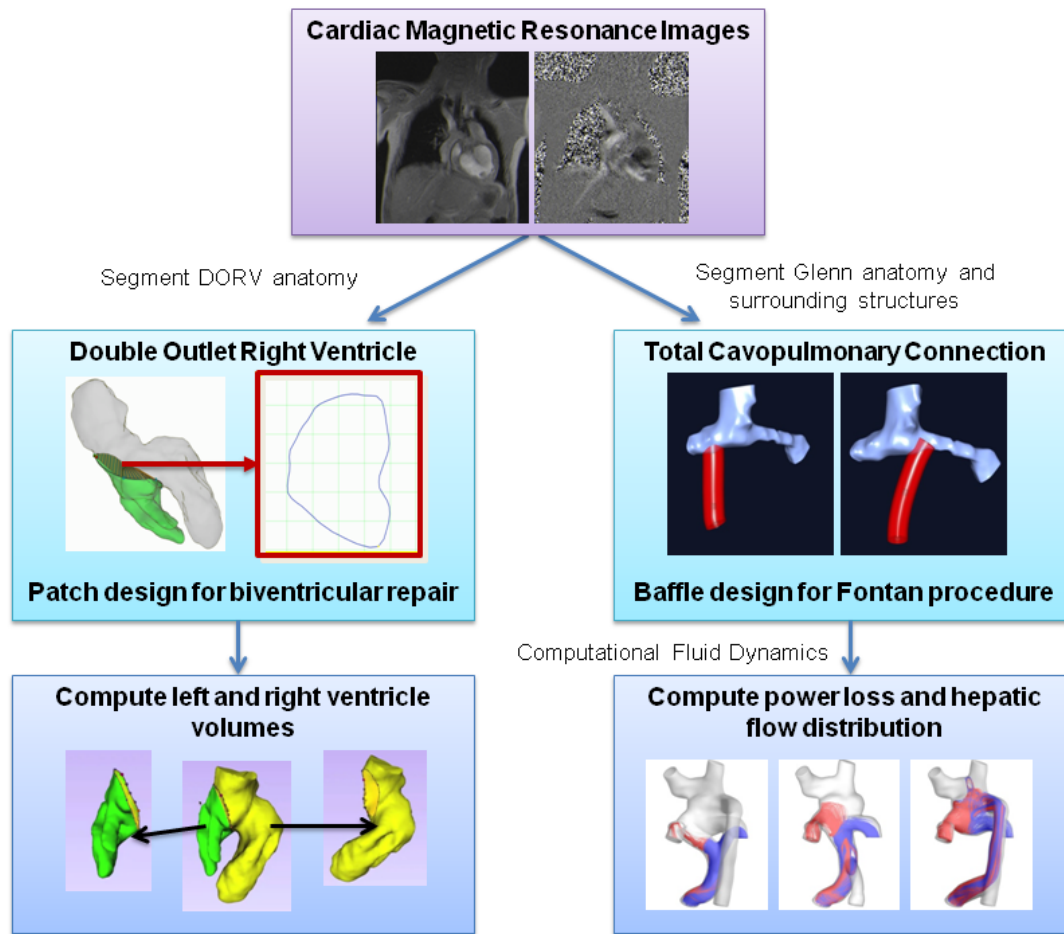 Cardiac Magnetic Resonance Images
Segment DORV anatomy
Segment Glenn anatomy and
surrounding structures
Double Outlet Right Ventricle
Patch design for biventricular repair
Total Cavopulmonary Connection
Baffle design for Fontan procedure
Computational Fluid Dynamics
Compute left and right ventricle
volumes
Compute power loss and hepatic
flow distribution